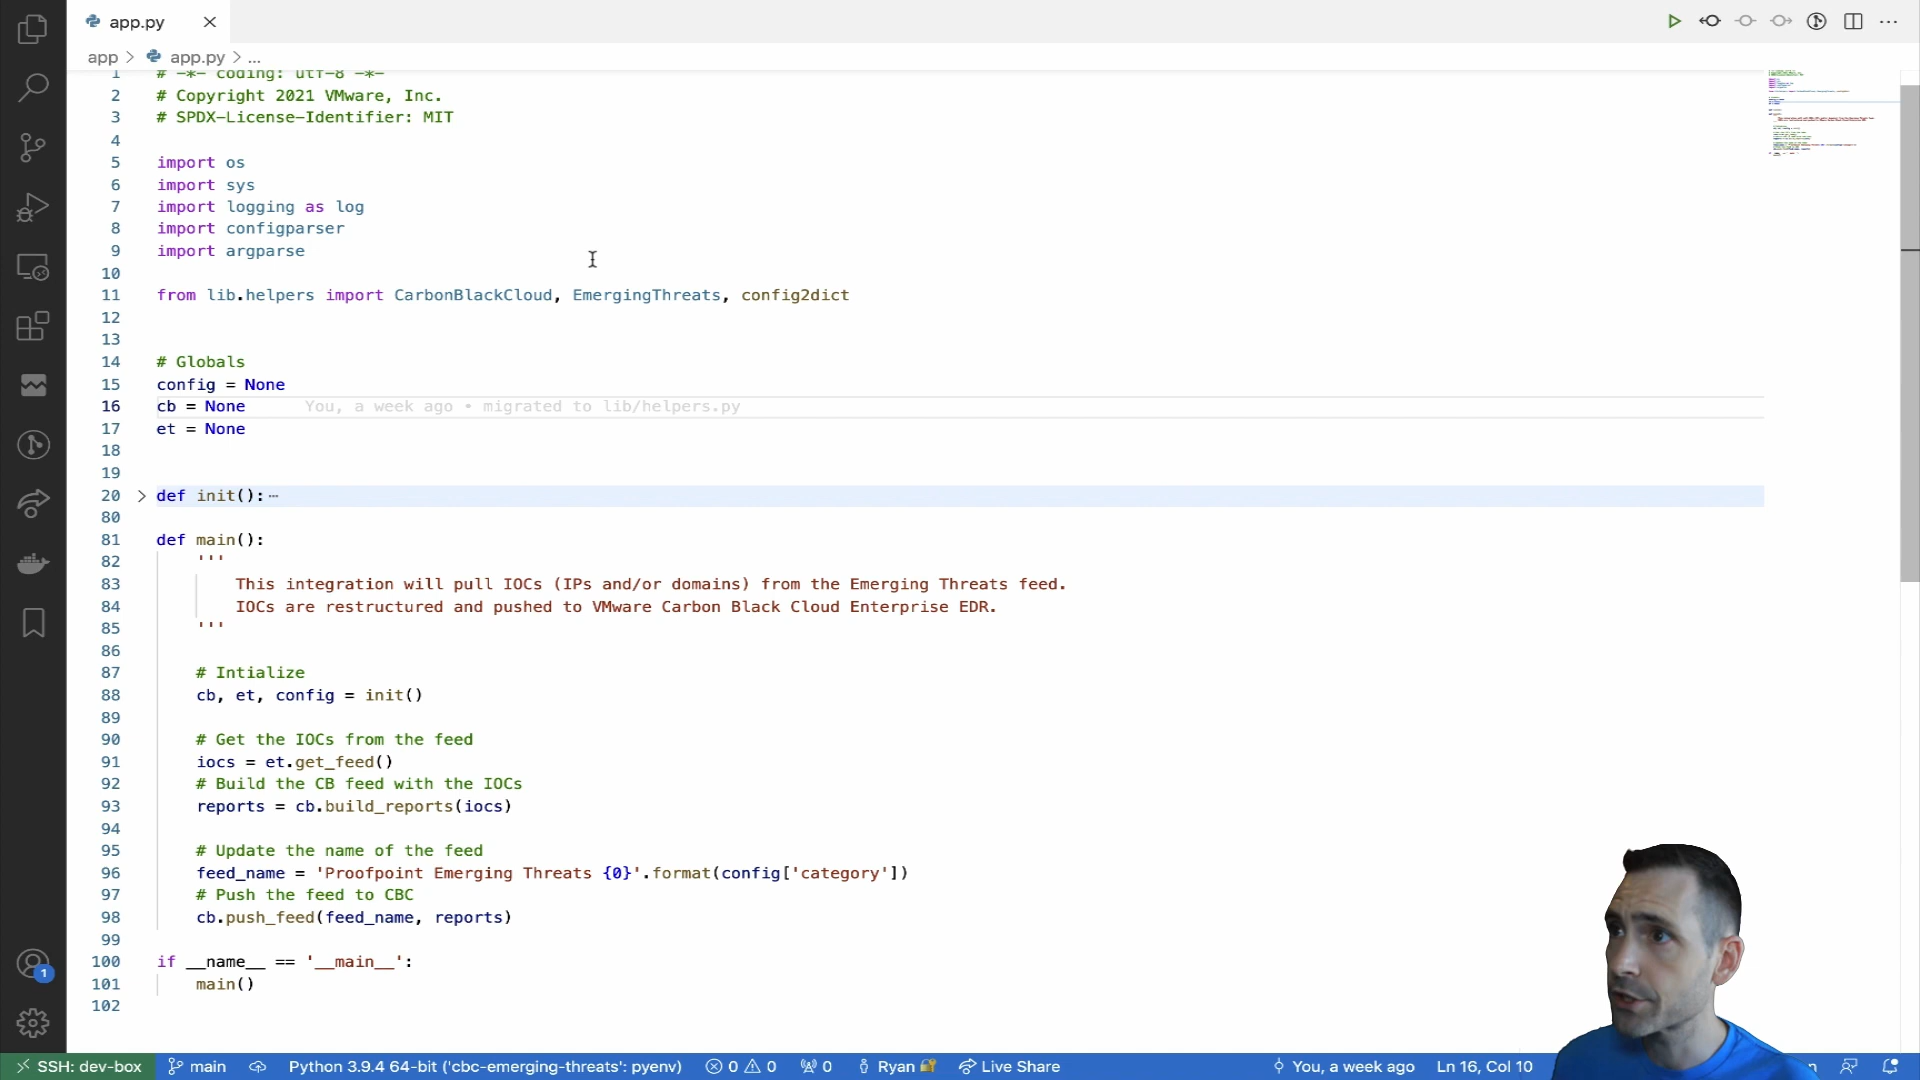 app.py
app > app.py > ...
1 # -*- coding: utf-8 -*-
2 # Copyright 2021 VMware, Inc.
3 # SPDX-License-Identifier: MIT
4
5 import os
6 import sys
7 import logging as log
8 import configparser
9 import argparse
10
11 from lib.helpers import CarbonBlackCloud, EmergingThreats, config2dict
12
13
14 # Globals
15 config = None
16 cb = None You, a week ago • migrated to lib/helpers.py
17 et = None
18
19
20 > def init():⋯
80
81 def main():
82 '''
83 This integration will pull IOCs (IPs and/or domains) from the Emerging Threats feed.
84 IOCs are restructured and pushed to VMware Carbon Black Cloud Enterprise EDR.
85 '''
86
87 # Intialize
88 cb, et, config = init()
89
90 # Get the IOCs from the feed
91 iocs = et.get_feed()
92 # Build the CB feed with the IOCs
93 reports = cb.build_reports(iocs)
94
95 # Update the name of the feed
96 feed_name = 'Proofpoint Emerging Threats {0}'.format(config['category'])
97 # Push the feed to CBC
98 cb.push_feed(feed_name, reports)
99
100 if __name__ == '__main__':
101 main()
102
1
SSH: dev-box main Python 3.9.4 64-bit ('cbc-emerging-threats': pyenv) 0 0 0 Ryan Live Share You, a week ago Ln 16, Col 10